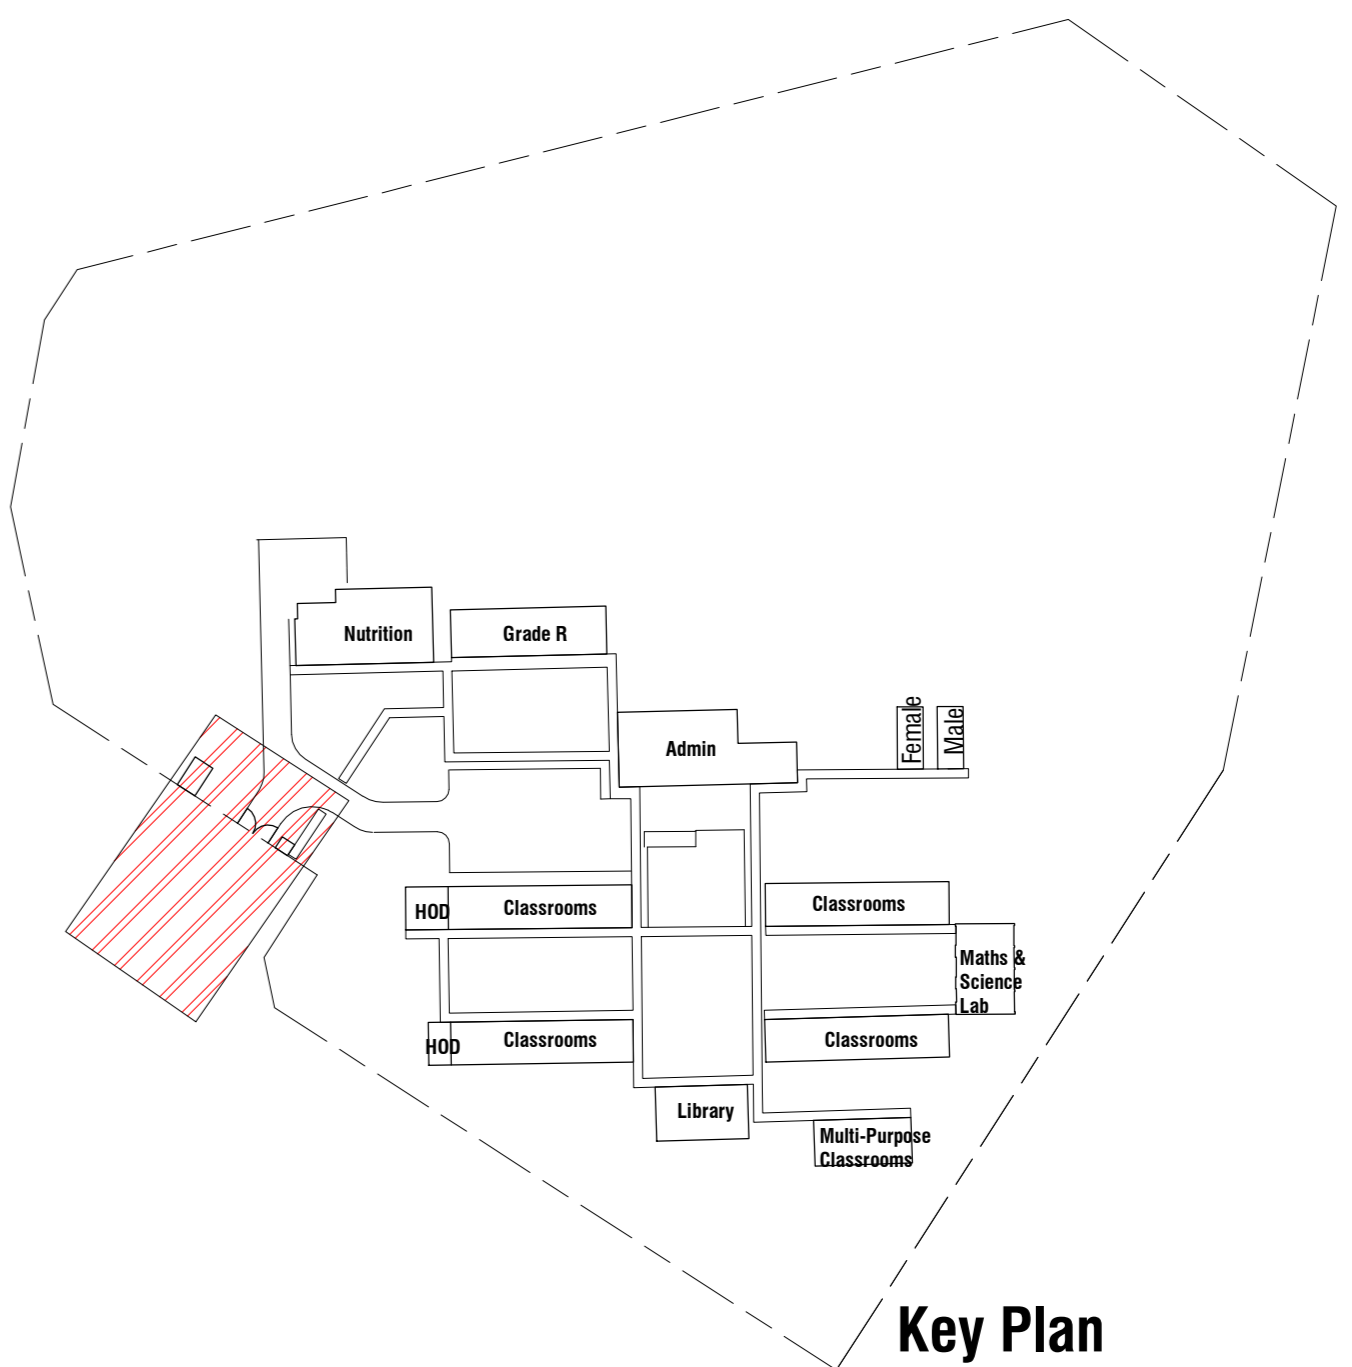 Nutrition
Grade R
Admin
Female
Male
HOD
Classrooms
Classrooms
Maths &
Science
Lab
HOD
Classrooms
Classrooms
Library
Multi-Purpose
Classrooms
Key Plan